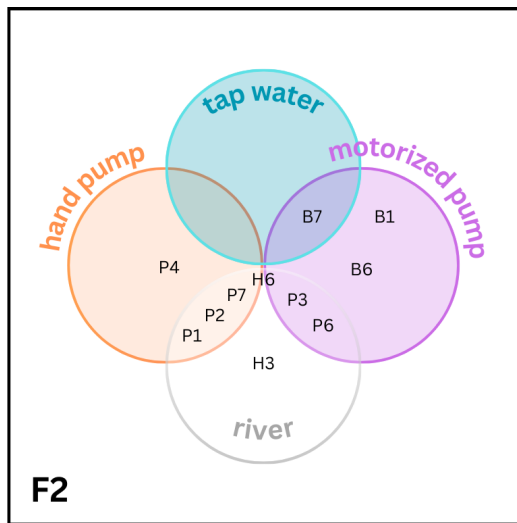 tap water
hand pump
motorized pump
B7
B1
P4
B6
H6
P7
P3
P2
P6
P1
H3
river
F2